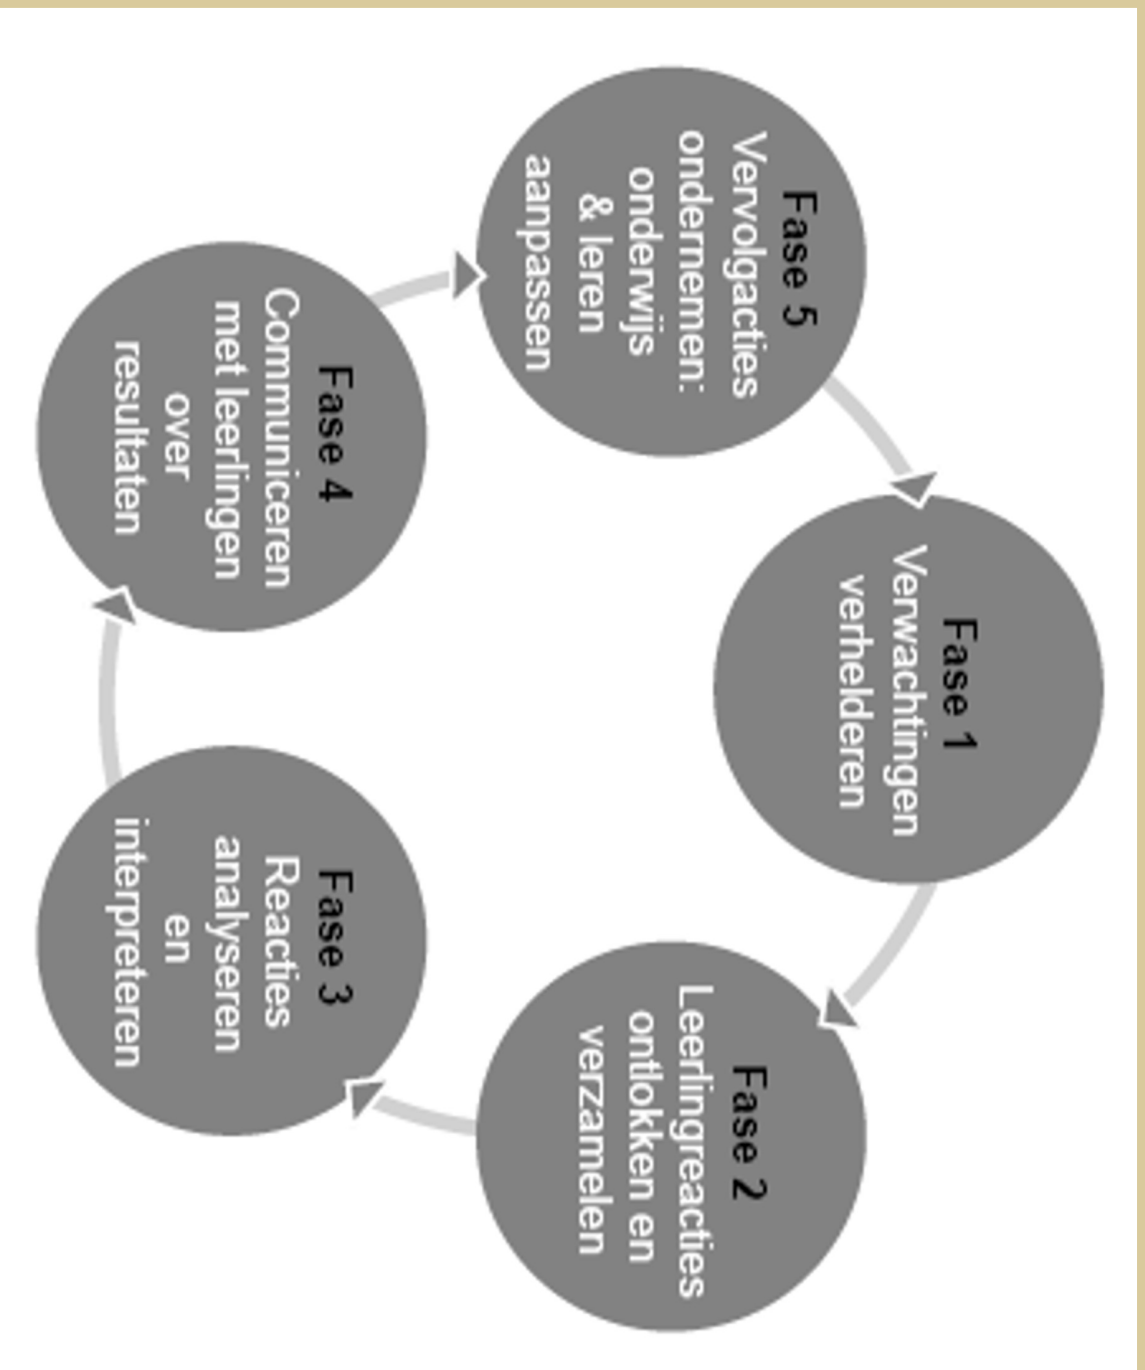 Fase 1
Verwachtingen
verhelderen
Fase 2
Leerlingreacties
ontlokken en
verzamelen
Fase 3
Reacties
analyseren
en
interpreteren
Fase 4
Communiceren
met leerlingen
over
resultaten
Fase 5
Vervolgacties
ondernemen:
onderwijs
& leren
aanpassen